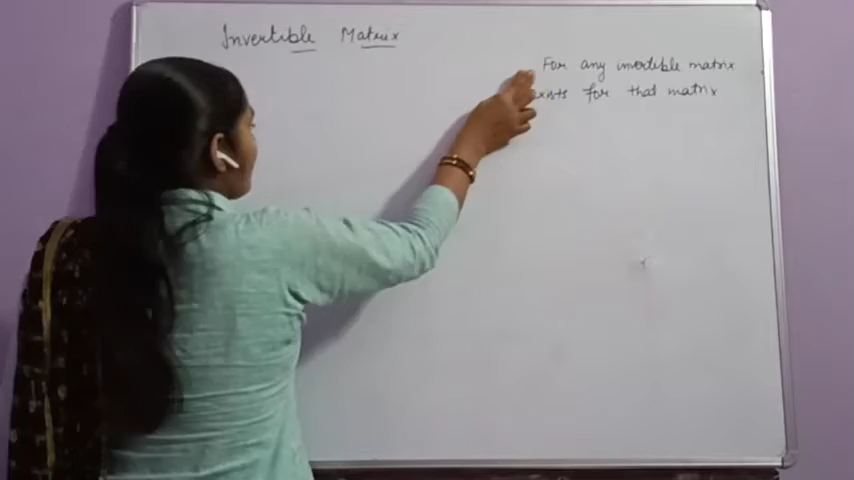 Invertible Matrix
For any invertible matrix
exists for that matrix